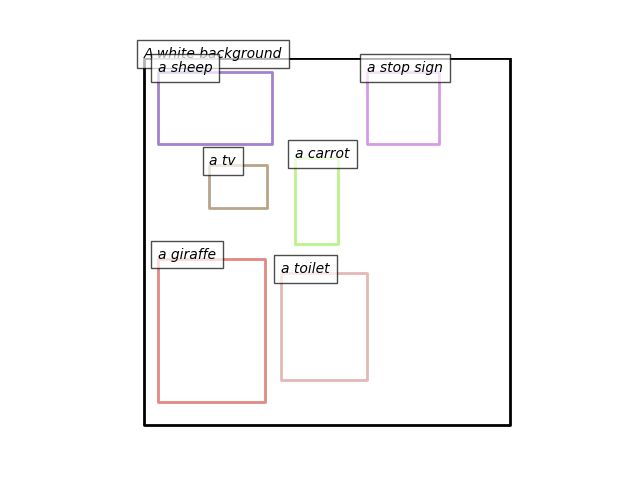 A white background
a sheep
a stop sign
a tv
a carrot
a giraffe
a toilet